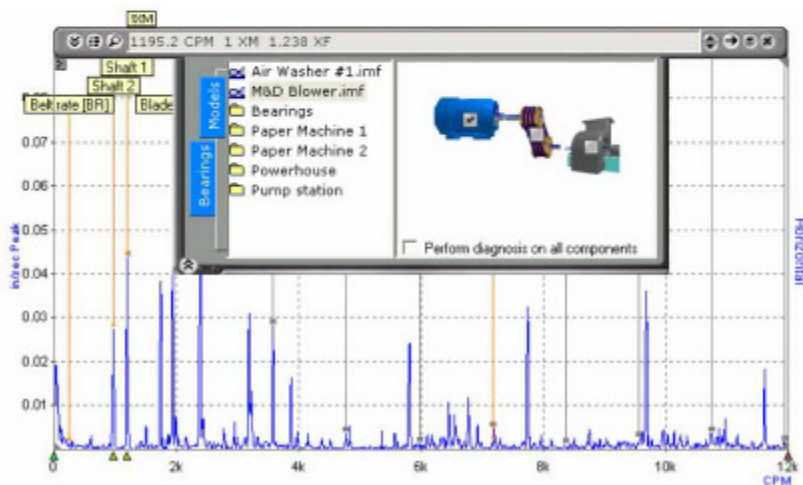 1XM
1195.2 CPM 1 XM 1.238 XF
Shaft 1
Shaft 2
Belt rate [BR]
Blade
Models
Bearings
Air Washer #1.imf
M&D Blower.imf
Bearings
Paper Machine 1
Paper Machine 2
Powerhouse
Pump station
Perform diagnosis on all components
0.07
0.06
0.05
0.04
0.03
0.02
0.01
in/sec Peak
Horizontal
0 2k 4k 6k 8k 10k 12k
CPM